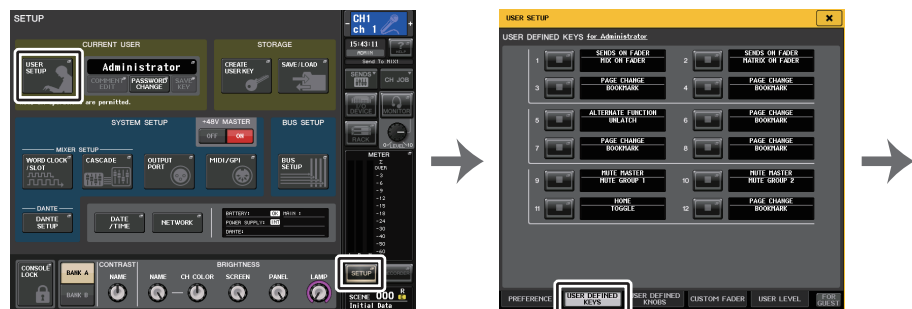 SETUP
CH1
ch 1
CURRENT USER
STORAGE
15:43:11
ADMIN
Send To MIX1
USER
SETUP
Administrator
COMMENT
EDIT
PASSWORD
CHANGE
SAVE
KEY
CREATE
USER KEY
SAVE/LOAD
are permitted.
SENDS
CH JOB
MONITOR
RACK
SYSTEM SETUP
+48V MASTER
OFF
ON
BUS SETUP
METER
OVER
-3
-6
-9
-12
-15
-18
-24
-30
-40
-50
-60
MIXER SETUP
WORD CLOCK
/SLOT
CASCADE
OUTPUT
PORT
MIDI/GPI
BUS
SETUP
DANTE
DANTE
SETUP
DATE
/TIME
NETWORK
BATTERY:
OK
MAIN :
POWER SUPPLY:
INT
DANTE:
CONSOLE
LOCK
BANK A
BANK B
CONTRAST
NAME
BRIGHTNESS
NAME
CH COLOR
SCREEN
PANEL
LAMP
SETUP
SCENE 000 R
Initial Data
USER SETUP
USER DEFINED KEYS for Administrator
1
SENDS ON FADER
MIX ON FADER
2
SENDS ON FADER
MATRIX ON FADER
3
PAGE CHANGE
BOOKMARK
4
PAGE CHANGE
BOOKMARK
5
ALTERNATE FUNCTION
UNLATCH
6
PAGE CHANGE
BOOKMARK
7
PAGE CHANGE
BOOKMARK
8
PAGE CHANGE
BOOKMARK
9
MUTE MASTER
MUTE GROUP 1
10
MUTE MASTER
MUTE GROUP 2
11
HOME
TOGGLE
12
PAGE CHANGE
BOOKMARK
PREFERENCE
USER DEFINED
KEYS
USER DEFINED
KNOBS
CUSTOM FADER
USER LEVEL
FOR
GUEST